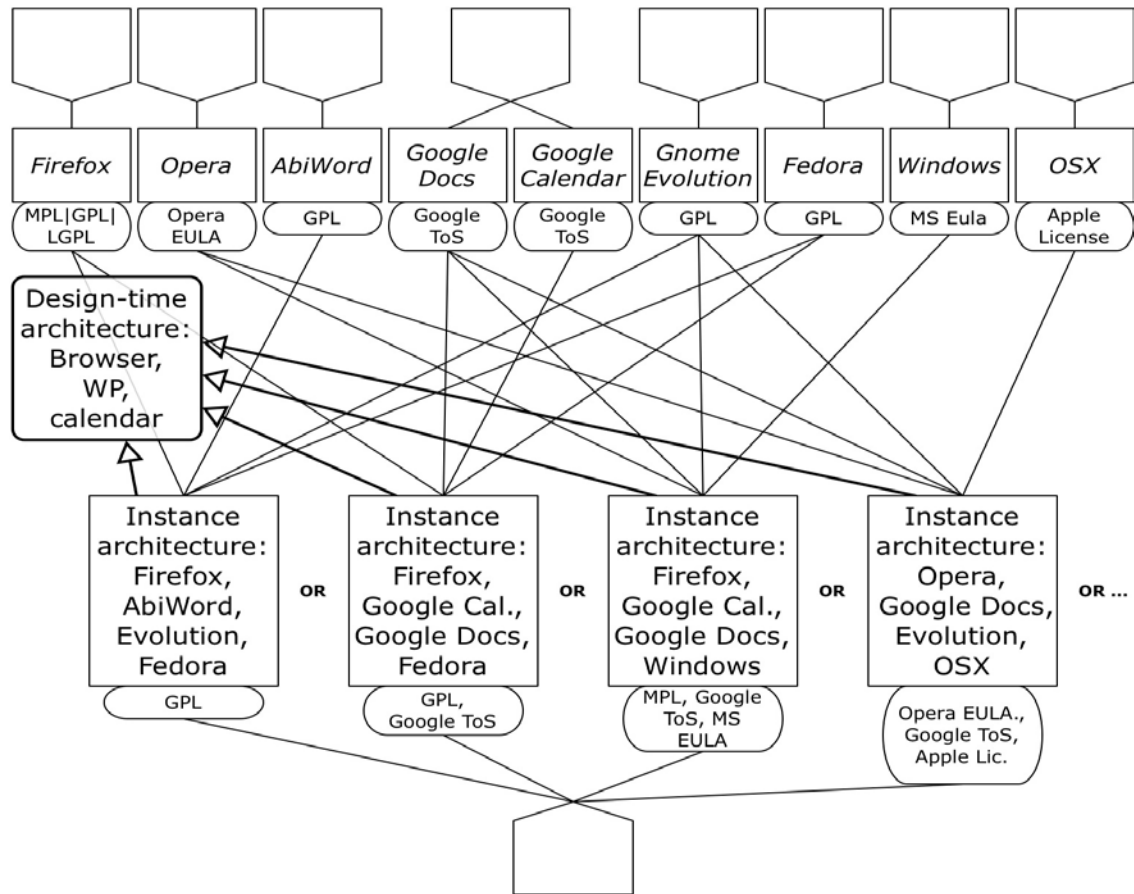 Firefox
Opera
AbiWord
Google
Docs
Google
Calendar
Gnome
Evolution
Fedora
Windows
OSX
MPL|GPL|
LGPL
Opera
EULA
GPL
Google
ToS
Google
ToS
GPL
GPL
MS Eula
Apple
License
Design-time
architecture:
Browser,
WP,
calendar
Instance
architecture:
Firefox,
AbiWord,
Evolution,
Fedora
OR
Instance
architecture:
Firefox,
Google Cal.,
Google Docs,
Fedora
OR
Instance
architecture:
Firefox,
Google Cal.,
Google Docs,
Windows
OR
Instance
architecture:
Opera,
Google Docs,
Evolution,
OSX
OR ...
GPL
GPL,
Google ToS
MPL, Google
ToS, MS
EULA
Opera EULA.,
Google ToS,
Apple Lic.